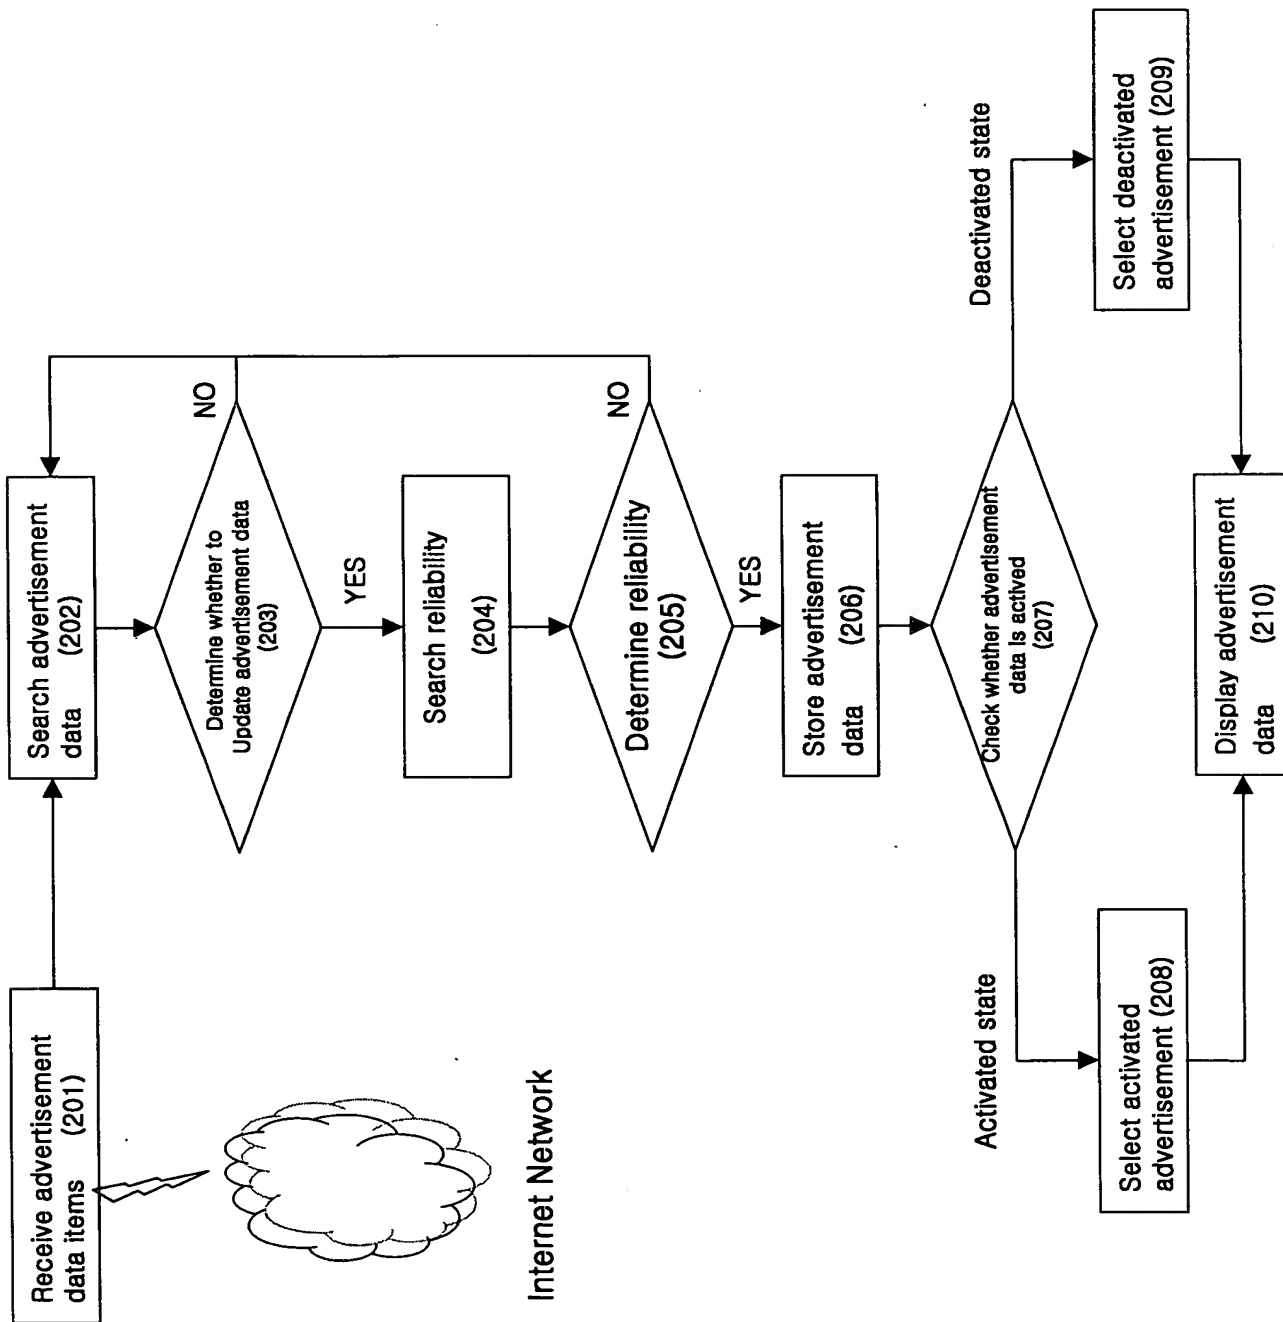 Receive advertisement
data items (201)
Internet Network
Search advertisement
data (202)
Determine whether to
Update advertisement data
(203)
NO
YES
Search reliability
(204)
Determine reliability
(205)
NO
YES
Store advertisement
data (206)
Check whether advertisement
data is actived
(207)
Activated state
Deactivated state
Select activated
advertisement (208)
Select deactivated
advertisement (209)
Display advertisement
data (210)